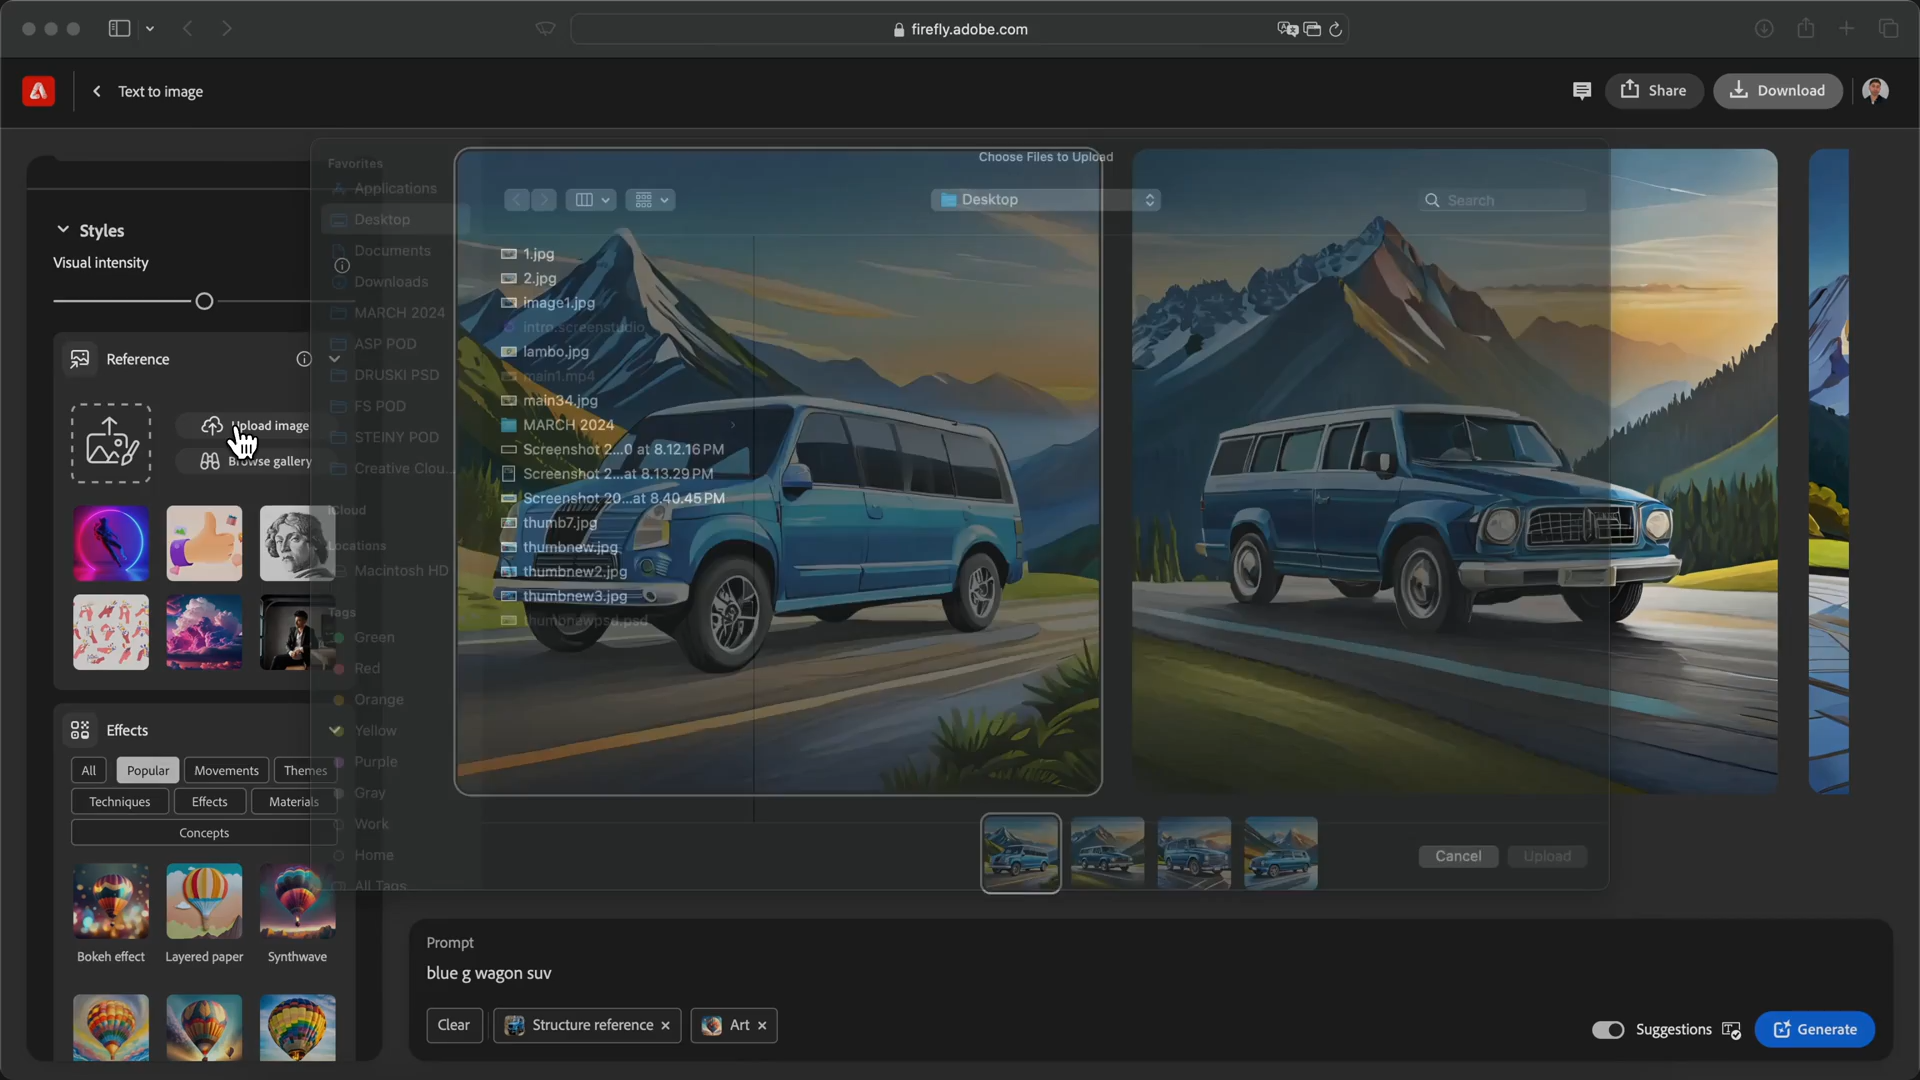 firefly.adobe.com
Text to image
Share
Download
Styles
Visual intensity
Reference
Upload image
Browse gallery
Effects
All
Popular
Movements
Themes
Techniques
Effects
Materials
Concepts
Bokeh effect
Layered paper
Synthwave
Choose Files to Upload
Favorites
Applications
Desktop
Documents
Downloads
MARCH 2024
ASP POD
DRUSKI PSD
FS POD
STEINY POD
Creative Clou...
iCloud
Locations
Macintosh HD
Tags
Green
Red
Orange
Yellow
Purple
Gray
Work
Home
All Tags
Desktop
Search
1.jpg
2.jpg
image1.jpg
intro.screenstudio
lambo.jpg
main1.mp4
main34.jpg
MARCH 2024
Screenshot 2...0 at 8.12.16 PM
Screenshot 2...at 8.13.29 PM
Screenshot 20...at 8.40.45 PM
thumb7.jpg
thumbnew.jpg
thumbnew2.jpg
thumbnew3.jpg
thumbnewpsd.psd
Cancel
Upload
Prompt
blue g wagon suv
Clear
Structure reference
Art
Suggestions
Generate